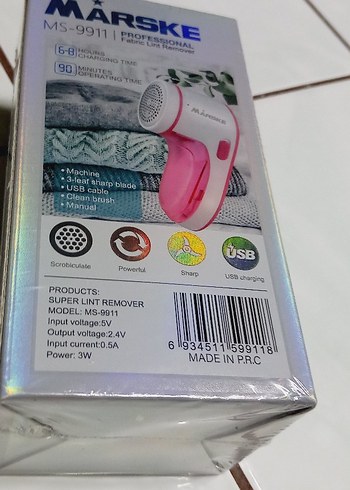 MARSKE
MS-9911 | PROFESSIONAL
Fabric Lint Remover
6-8 HOURS
CHARGING TIME
90 MINUTES
OPERATING TIME
MARSKE
• Machine
• 3-leaf sharp blade
• USB cable
• Clean brush
• Manual
USB
Scrobiculate
Powerful
Sharp
USB charging
PRODUCTS:
SUPER LINT REMOVER
MODEL: MS-9911
Input voltage:5V
Output voltage:2.4V
Input current:0.5A
Power: 3W
6 934511 599118
MADE IN P.R.C